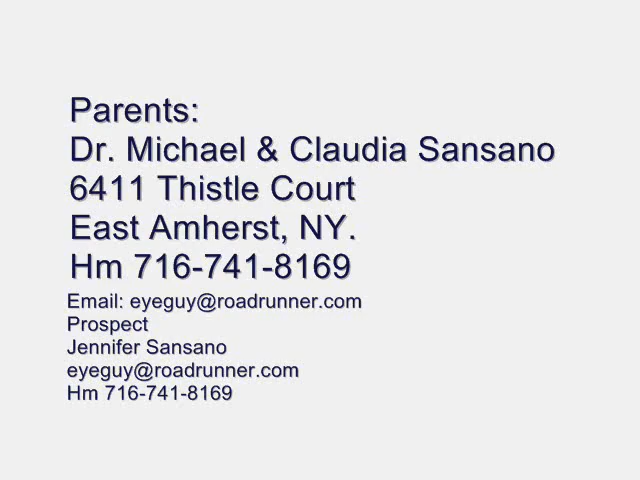 Parents:
Dr. Michael & Claudia Sansano
6411 Thistle Court
East Amherst, NY.
Hm 716-741-8169
Email: eyeguy@roadrunner.com
Prospect
Jennifer Sansano
eyeguy@roadrunner.com
Hm 716-741-8169